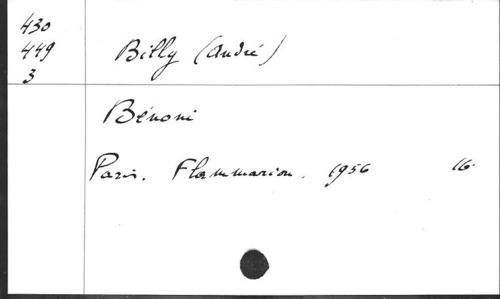 430
449
3
Billy (André)
Bénoni
Paris. Flammarion. 1956 16